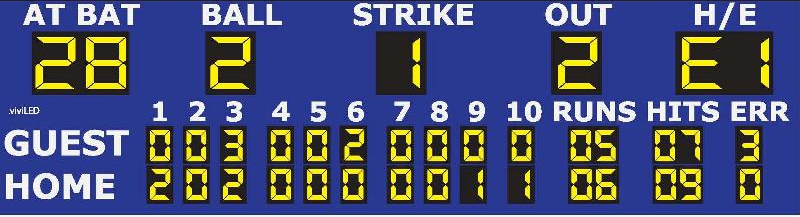 AT BAT BALL STRIKE OUT H/E
28 2 1 2 E1
viviLED
1 2 3 4 5 6 7 8 9 10 RUNS HITS ERR
GUEST 0 0 3 0 0 2 0 0 0 0 05 07 3
HOME 2 0 2 0 0 0 0 0 1 1 06 09 0